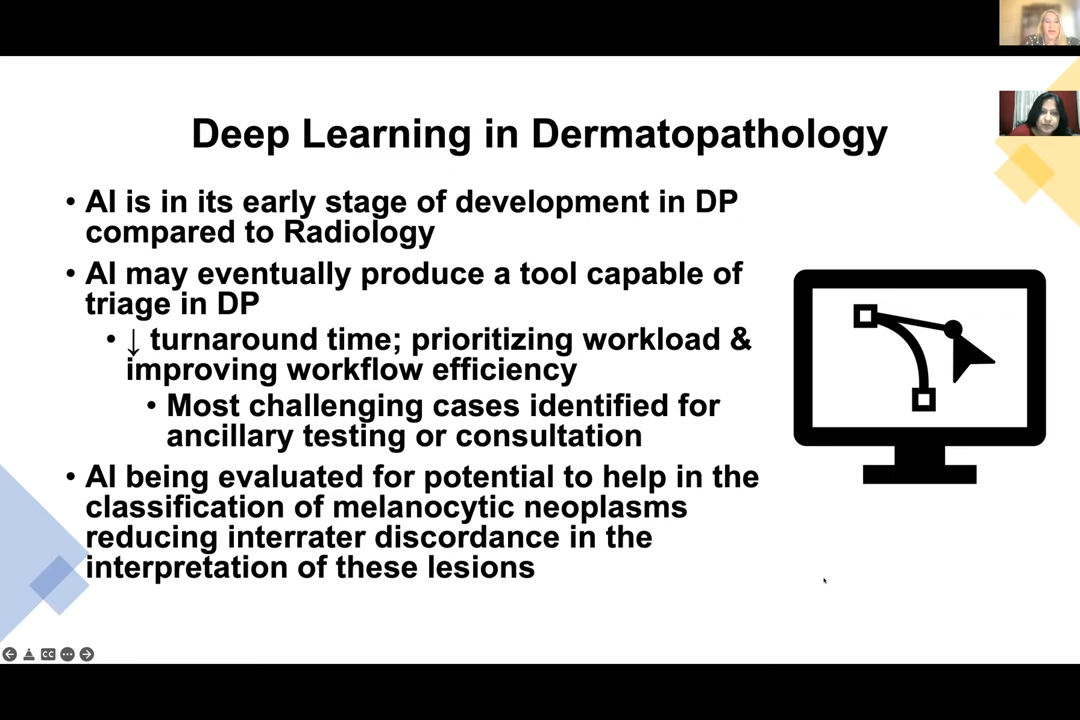 Deep Learning in Dermatopathology
• AI is in its early stage of development in DP
compared to Radiology
• AI may eventually produce a tool capable of
triage in DP
• ↓ turnaround time; prioritizing workload &
improving workflow efficiency
• Most challenging cases identified for
ancillary testing or consultation
• AI being evaluated for potential to help in the
classification of melanocytic neoplasms
reducing interrater discordance in the
interpretation of these lesions
CC